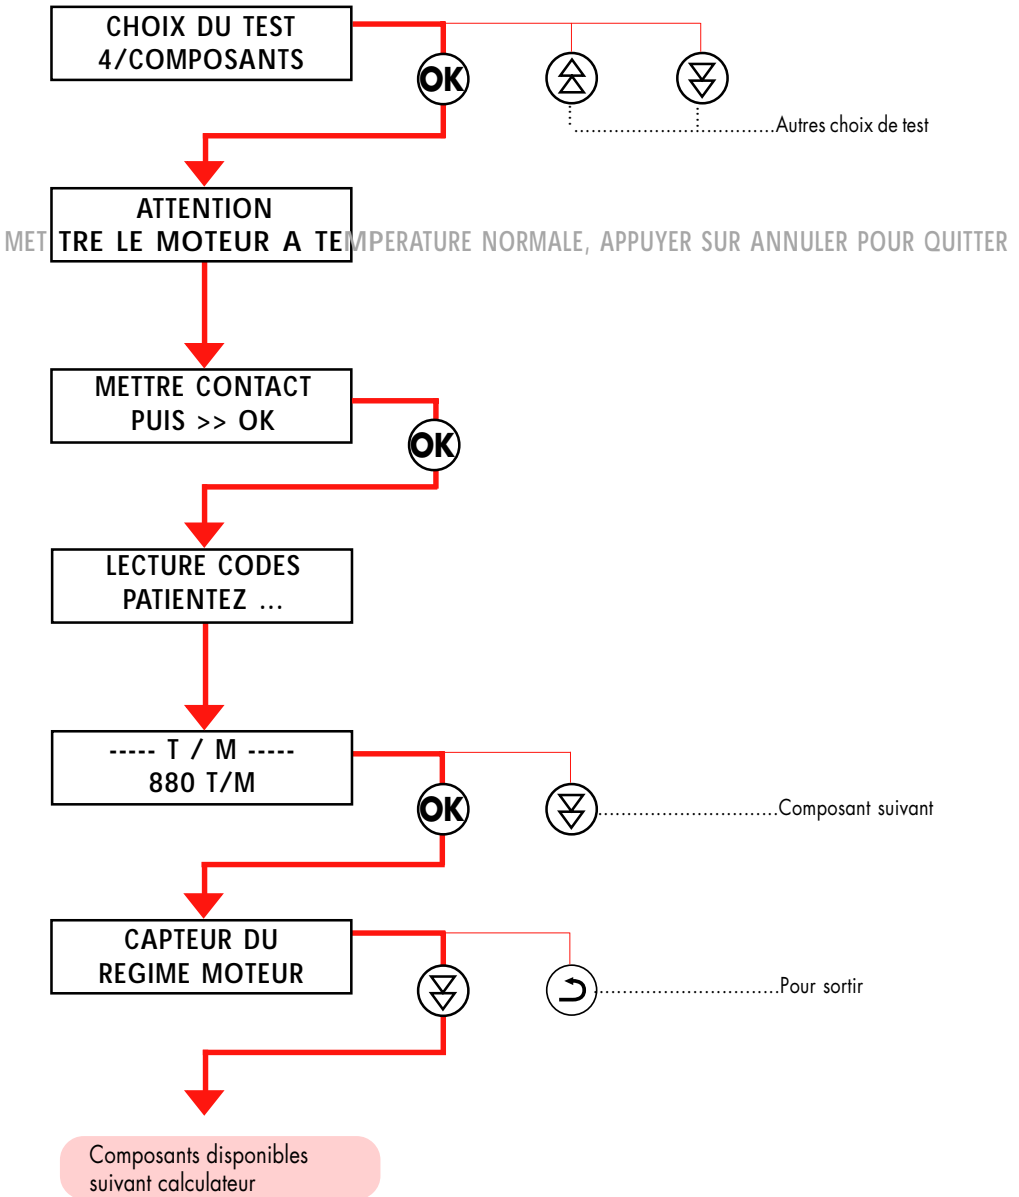 CHOIX DU TEST
4/COMPOSANTS
OK
Autres choix de test
ATTENTION
METTRE LE MOTEUR A TEMPERATURE NORMALE, APPUYER SUR ANNULER POUR QUITTER
METTRE CONTACT
PUIS >> OK
OK
LECTURE CODES
PATIENTEZ ...
----- T / M -----
880 T/M
OK
Composant suivant
CAPTEUR DU
REGIME MOTEUR
Pour sortir
Composants disponibles
suivant calculateur